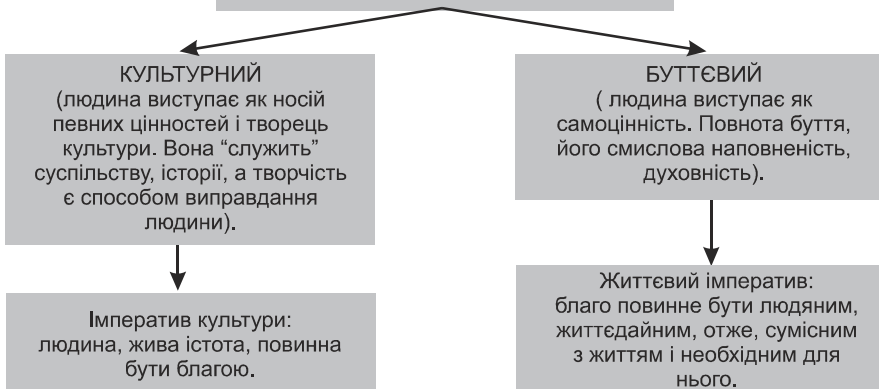 КУЛЬТУРНИЙ
(людина виступає як носій
певних цінностей і творець
культури. Вона “служить”
суспільству, історії, а творчість
є способом виправдання
людини).
Імператив культури:
людина, жива істота, повинна
бути благою.
БУТТЄВИЙ
( людина виступає як
самоцінність. Повнота буття,
його смислова наповненість,
духовність).
Життєвий імператив:
благо повинне бути людяним,
життєдайним, отже, сумісним
з життям і необхідним для
нього.